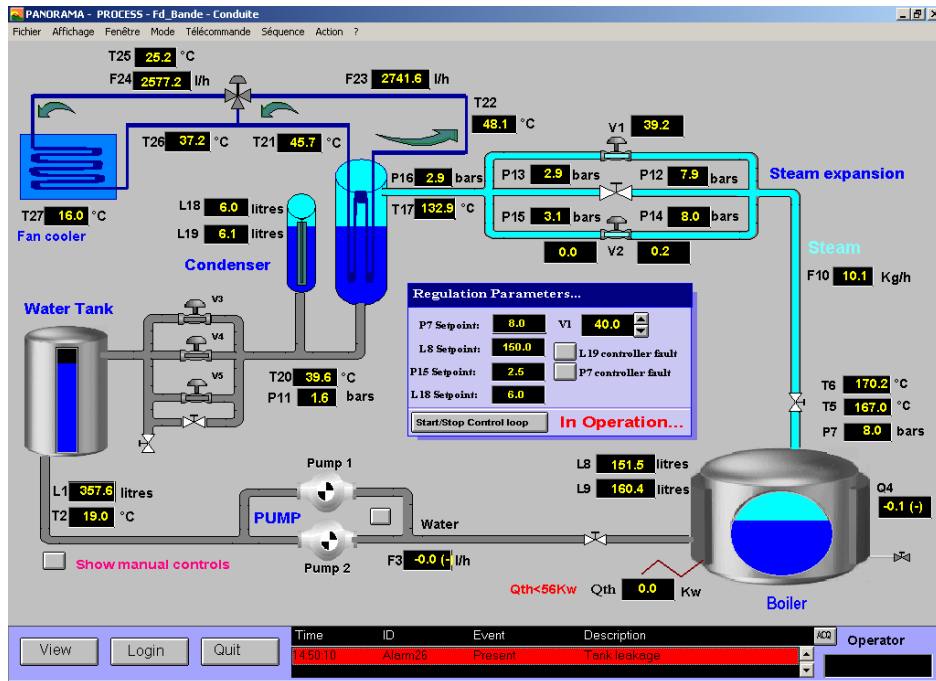 PANORAMA - PROCESS - Fd_Bande - Conduite
Fichier Affichage Fenêtre Mode Télécommande Séquence Action ?
T25 25.2 °C
F24 2577.2 l/h
F23 2741.6 l/h
T22
48.1 °C
T26 37.2 °C
T21 45.7 °C
V1 39.2
P16 2.9 bars
P13 2.9 bars
P12 7.9 bars
Steam expansion
T17 132.9 °C
P15 3.1 bars
P14 8.0 bars
0.0 V2 0.2
T27 16.0 °C
Fan cooler
L18 6.0 litres
L19 6.1 litres
Condenser
Steam
F10 10.1 Kg/h
Water Tank
V3
V4
V5
Regulation Parameters...
P7 Setpoint: 8.0 V1 40.0
L8 Setpoint: 150.0 L19 controller fault
P15 Setpoint: 2.5 P7 controller fault
L18 Setpoint: 6.0
Start/Stop Control loop In Operation...
T20 39.6 °C
P11 1.6 bars
T6 170.2 °C
T5 167.0 °C
P7 8.0 bars
Pump 1
L8 151.5 litres
L9 160.4 litres
Q4
-0.1 (-)
L1 357.6 litres
T2 19.0 °C
PUMP
Water
Pump 2
F3 -0.0 (- l/h
Show manual controls
Qth<56Kw Qth 0.0 Kw
Boiler
View Login Quit
Time ID Event Description ACQ Operator
14:50:10 Alarm26 Present Tank leakage